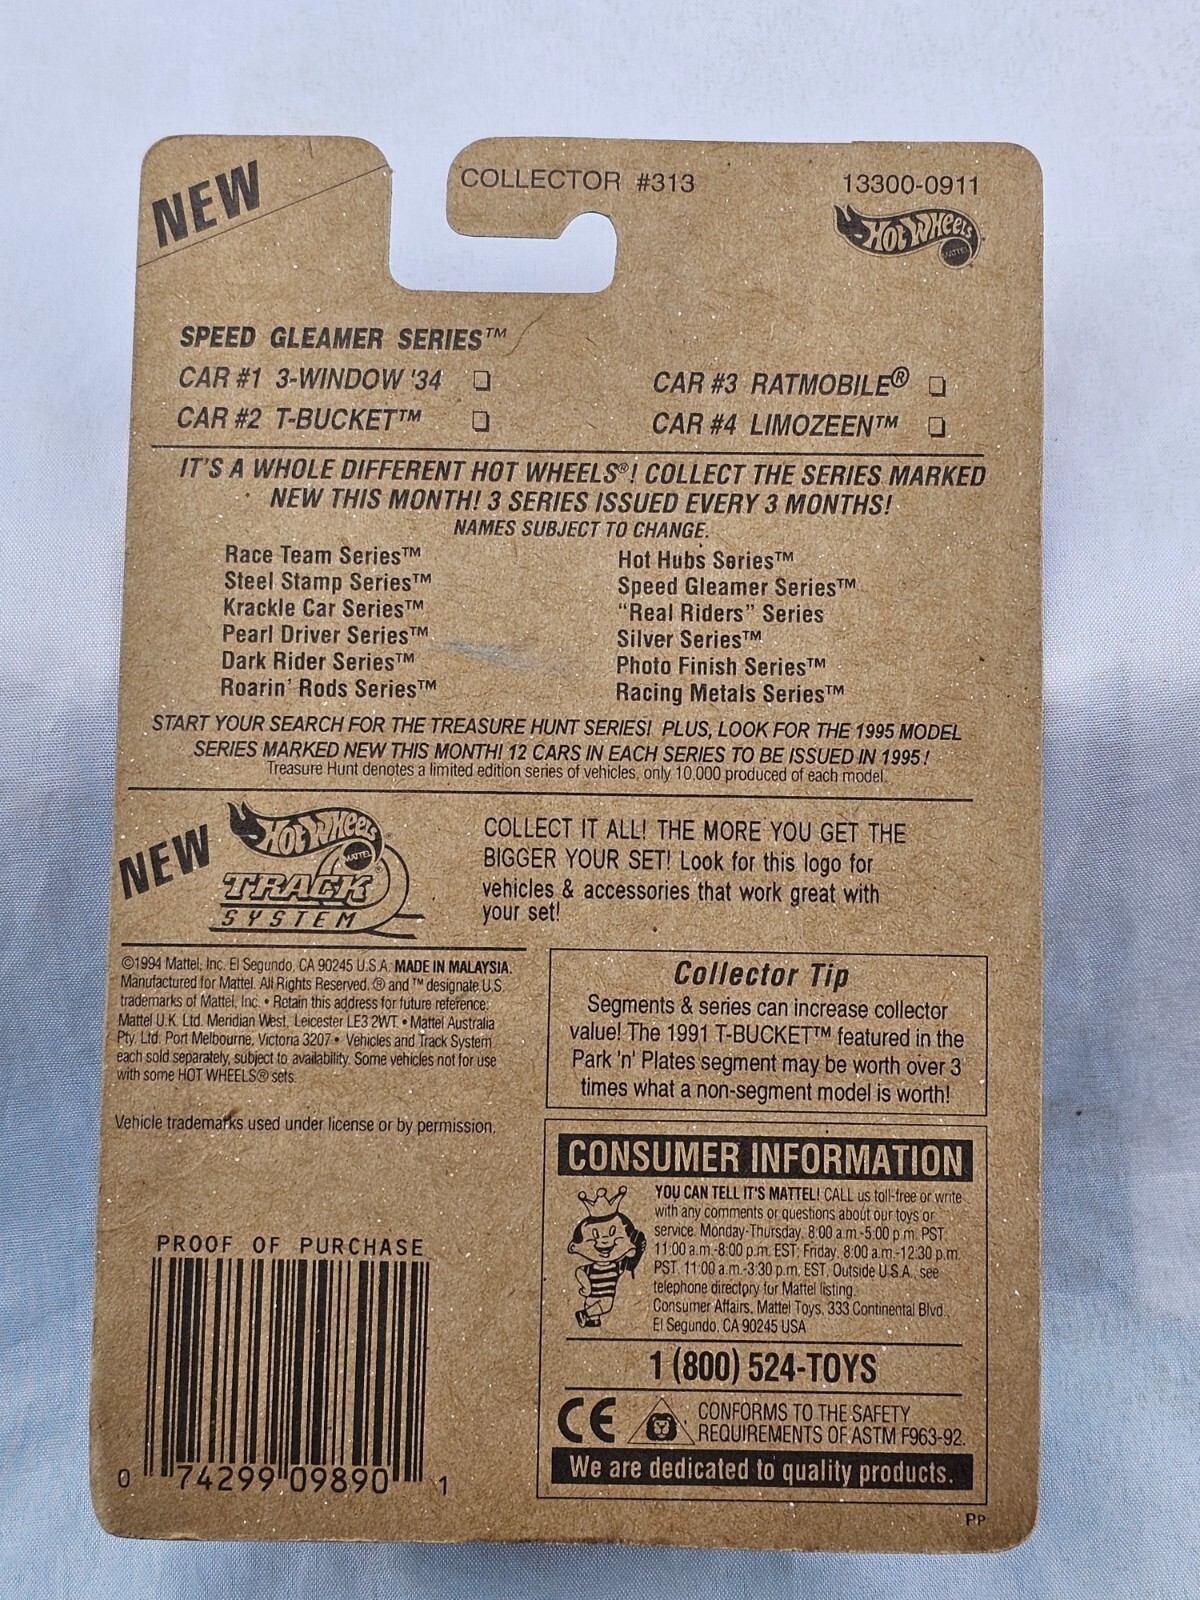 NEW
COLLECTOR #313
13300-0911
Hot Wheels
MATTEL
SPEED GLEAMER SERIES™
CAR #1 3-WINDOW '34 ❑
CAR #2 T-BUCKET™ ❑
CAR #3 RATMOBILE® ❑
CAR #4 LIMOZEEN™ ❑
IT'S A WHOLE DIFFERENT HOT WHEELS®! COLLECT THE SERIES MARKED
NEW THIS MONTH! 3 SERIES ISSUED EVERY 3 MONTHS!
NAMES SUBJECT TO CHANGE.
Race Team Series™
Steel Stamp Series™
Krackle Car Series™
Pearl Driver Series™
Dark Rider Series™
Roarin' Rods Series™
Hot Hubs Series™
Speed Gleamer Series™
“Real Riders” Series
Silver Series™
Photo Finish Series™
Racing Metals Series™
START YOUR SEARCH FOR THE TREASURE HUNT SERIES! PLUS, LOOK FOR THE 1995 MODEL
SERIES MARKED NEW THIS MONTH! 12 CARS IN EACH SERIES TO BE ISSUED IN 1995!
Treasure Hunt denotes a limited edition series of vehicles, only 10,000 produced of each model.
NEW
Hot Wheels
MATTEL
TRACK
SYSTEM
COLLECT IT ALL! THE MORE YOU GET THE
BIGGER YOUR SET! Look for this logo for
vehicles & accessories that work great with
your set!
©1994 Mattel, Inc. El Segundo, CA 90245 U.S.A. MADE IN MALAYSIA.
Manufactured for Mattel. All Rights Reserved. ® and ™ designate U.S.
trademarks of Mattel, Inc. • Retain this address for future reference:
Mattel U.K. Ltd. Meridian West, Leicester LE3 2WT • Mattel Australia
Pty. Ltd. Port Melbourne, Victoria 3207 • Vehicles and Track System
each sold separately, subject to availability. Some vehicles not for use
with some HOT WHEELS® sets.
Vehicle trademarks used under license or by permission.
Collector Tip
Segments & series can increase collector
value! The 1991 T-BUCKET™ featured in the
Park 'n' Plates segment may be worth over 3
times what a non-segment model is worth!
CONSUMER INFORMATION
YOU CAN TELL IT'S MATTEL! CALL us toll-free or write
with any comments or questions about our toys or
service. Monday-Thursday, 8:00 a.m.-5:00 p.m. PST;
11:00 a.m.-8:00 p.m. EST; Friday, 8:00 a.m.-12:30 p.m.
PST, 11:00 a.m.-3:30 p.m. EST. Outside U.S.A., see
telephone directory for Mattel listing.
Consumer Affairs, Mattel Toys, 333 Continental Blvd.,
El Segundo, CA 90245 USA
1 (800) 524-TOYS
CE
CONFORMS TO THE SAFETY
REQUIREMENTS OF ASTM F963-92.
We are dedicated to quality products.
PROOF OF PURCHASE
0 74299 09890 1
PP